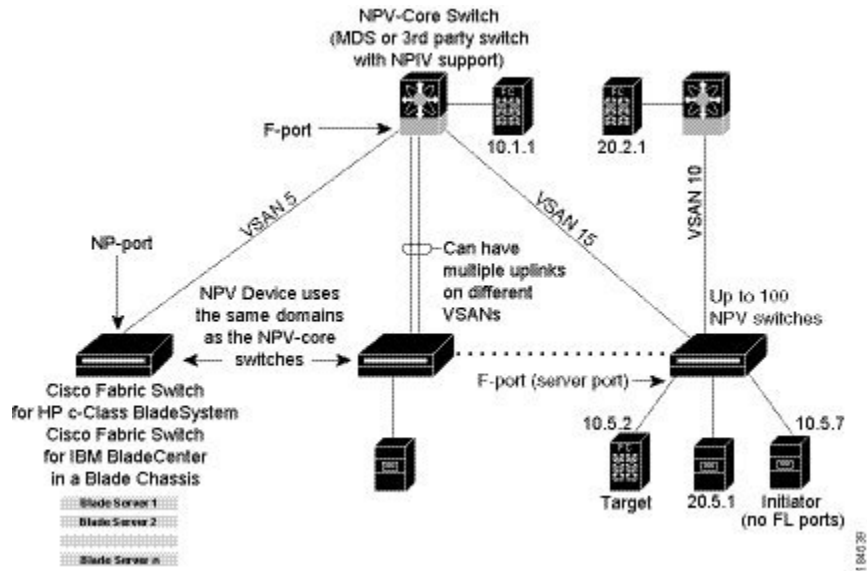 NPV-Core Switch
(MDS or 3rd party switch
with NPIV support)
F-port
FC
10.1.1
FC
20.2.1
VSAN 5
VSAN 15
VSAN 10
NP-port
Can have
multiple uplinks
on different
VSANs
NPV Device uses
the same domains
as the NPV-core
switches
Up to 100
NPV switches
F-port (server port)
Cisco Fabric Switch
for HP c-Class BladeSystem
Cisco Fabric Switch
for IBM BladeCenter
in a Blade Chassis
Blade Server 1
Blade Server 2
Blade Server n
10.5.2
10.5.7
FC
Target
20.5.1
Initiator
(no FL ports)
184639